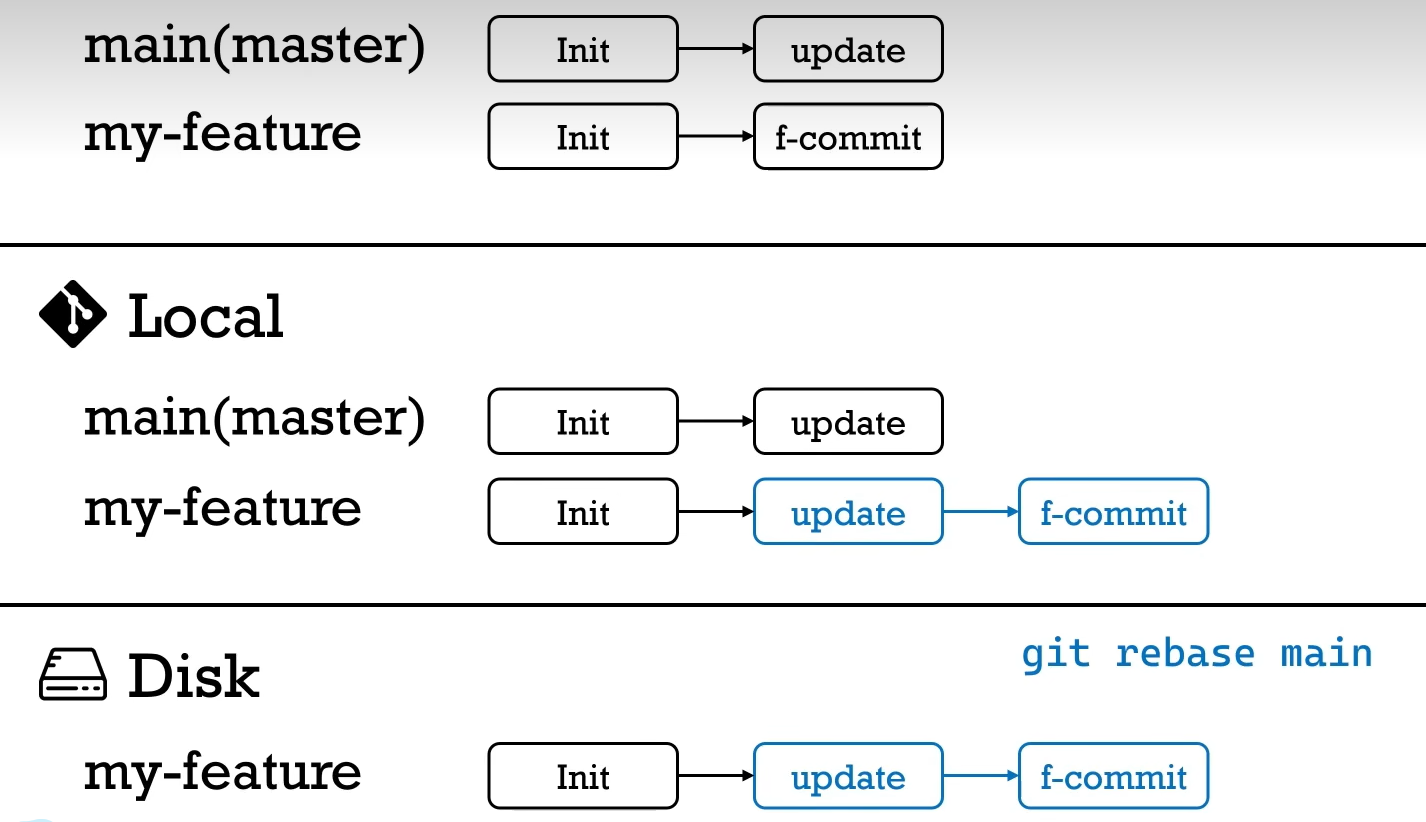 main(master) Init update
my-feature Init f-commit
Local
main(master) Init update
my-feature Init update f-commit
Disk
git rebase main
my-feature Init update f-commit